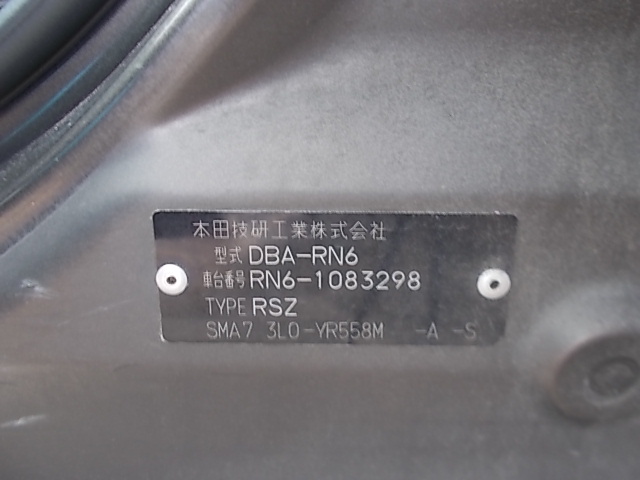 本田技研工業株式会社
型式 DBA-RN6
車台番号 RN6-1083298
TYPE RSZ
SMA7 3L0-YR558M -A -S